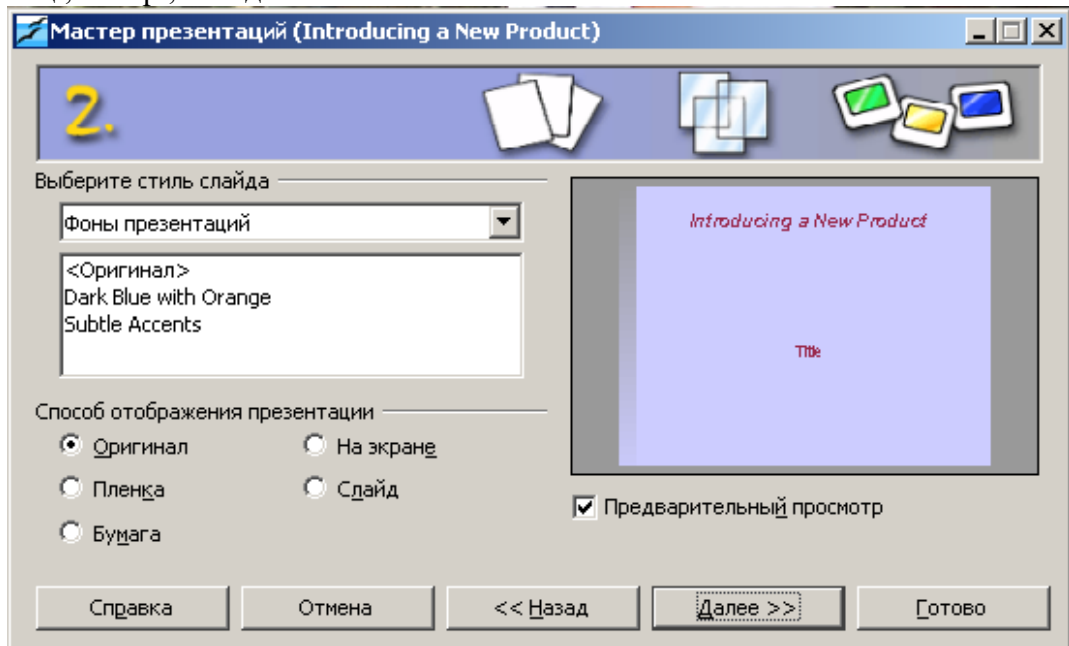 Мастер презентаций (Introducing a New Product)
2.
Выберите стиль слайда
Фоны презентаций
<Оригинал>
Dark Blue with Orange
Subtle Accents
Introducing a New Product
Title
Способ отображения презентации
Оригинал
На экране
Пленка
Слайд
Бумага
Предварительный просмотр
Справка
Отмена
<< Назад
Далее >>
Готово